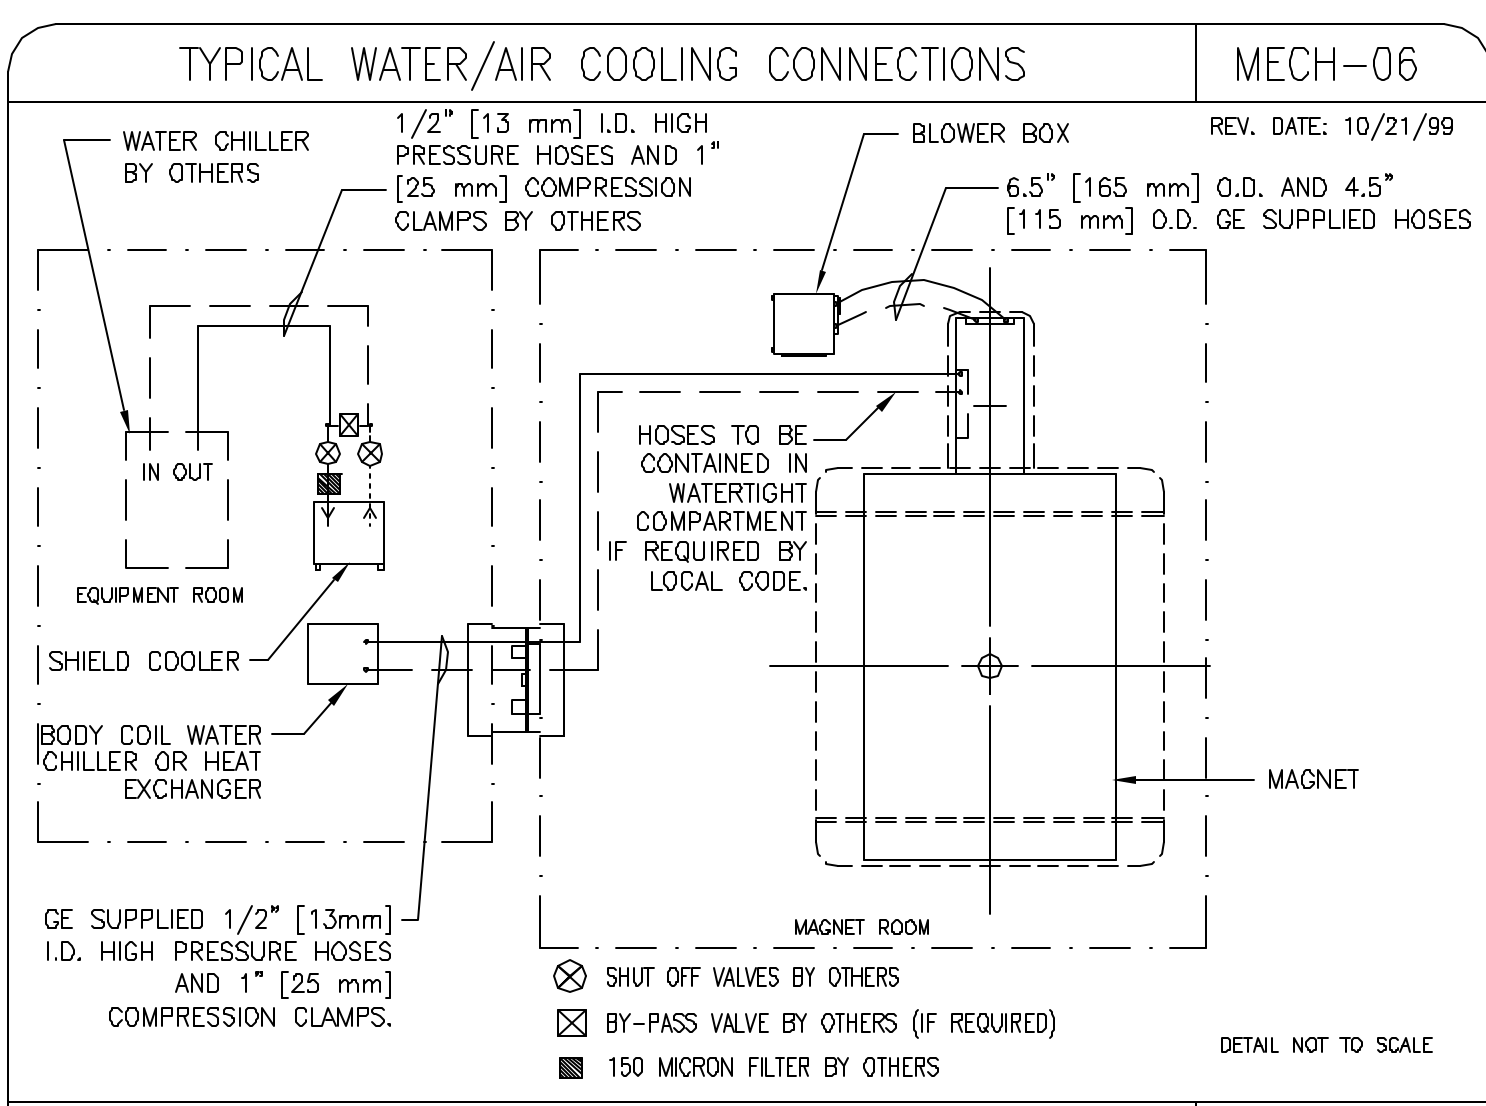 TYPICAL WATER/AIR COOLING CONNECTIONS
MECH-06
REV. DATE: 10/21/99
WATER CHILLER
BY OTHERS
1/2" [13 mm] I.D. HIGH
PRESSURE HOSES AND 1"
[25 mm] COMPRESSION
CLAMPS BY OTHERS
BLOWER BOX
6.5" [165 mm] O.D. AND 4.5"
[115 mm] O.D. GE SUPPLIED HOSES
IN OUT
EQUIPMENT ROOM
HOSES TO BE
CONTAINED IN
WATERTIGHT
COMPARTMENT
IF REQUIRED BY
LOCAL CODE.
SHIELD COOLER
BODY COIL WATER
CHILLER OR HEAT
EXCHANGER
MAGNET
GE SUPPLIED 1/2" [13mm]
I.D. HIGH PRESSURE HOSES
AND 1" [25 mm]
COMPRESSION CLAMPS.
MAGNET ROOM
SHUT OFF VALVES BY OTHERS
BY-PASS VALVE BY OTHERS (IF REQUIRED)
150 MICRON FILTER BY OTHERS
DETAIL NOT TO SCALE